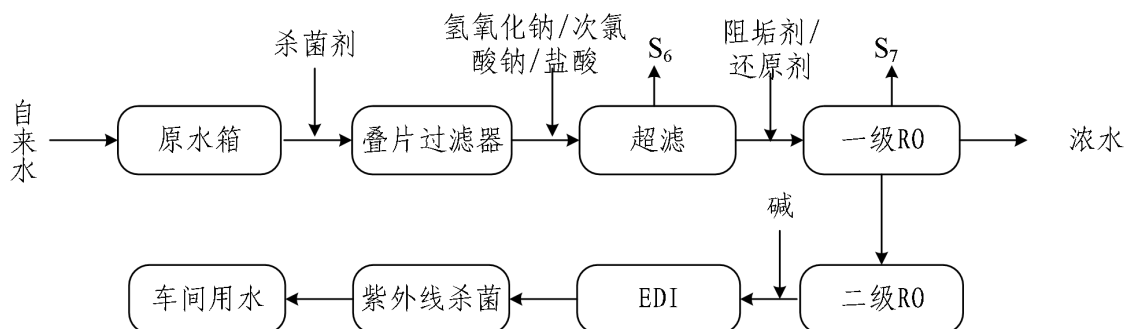 氢氧化钠/次氯
酸钠/盐酸
杀菌剂
S₆
阻垢剂/
还原剂
S₇
自来水
原水箱
叠片过滤器
超滤
一级RO
浓水
碱
车间用水
紫外线杀菌
EDI
二级RO